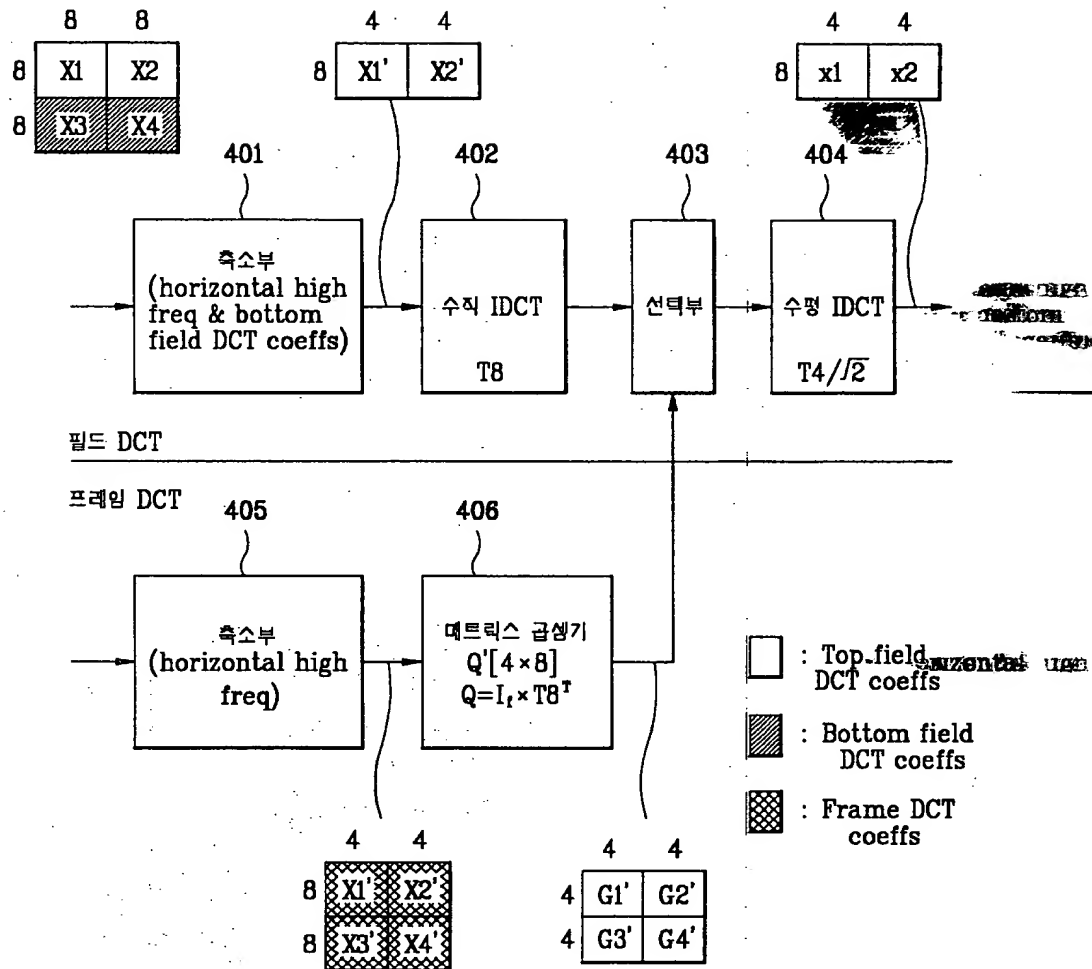 8 8 4 4 4 4
8 X1 X2 8 X1' X2' 8 x1 x2
8 X3 X4
401 402 403 404
축소부
(horizontal high
freq & bottom
field DCT coeffs)
수직 IDCT
T8
선택부
수평 IDCT
T4/√2
필드 DCT
프레임 DCT
405 406
축소부
(horizontal high
freq)
매트릭스 곱셈기
Q'[4×8]
Q=I_f×T8^T
: Top-field
DCT coeffs
: Bottom field
DCT coeffs
: Frame DCT
coeffs
4 4 4 4
8 X1' X2' 4 G1' G2'
8 X3' X4' 4 G3' G4'